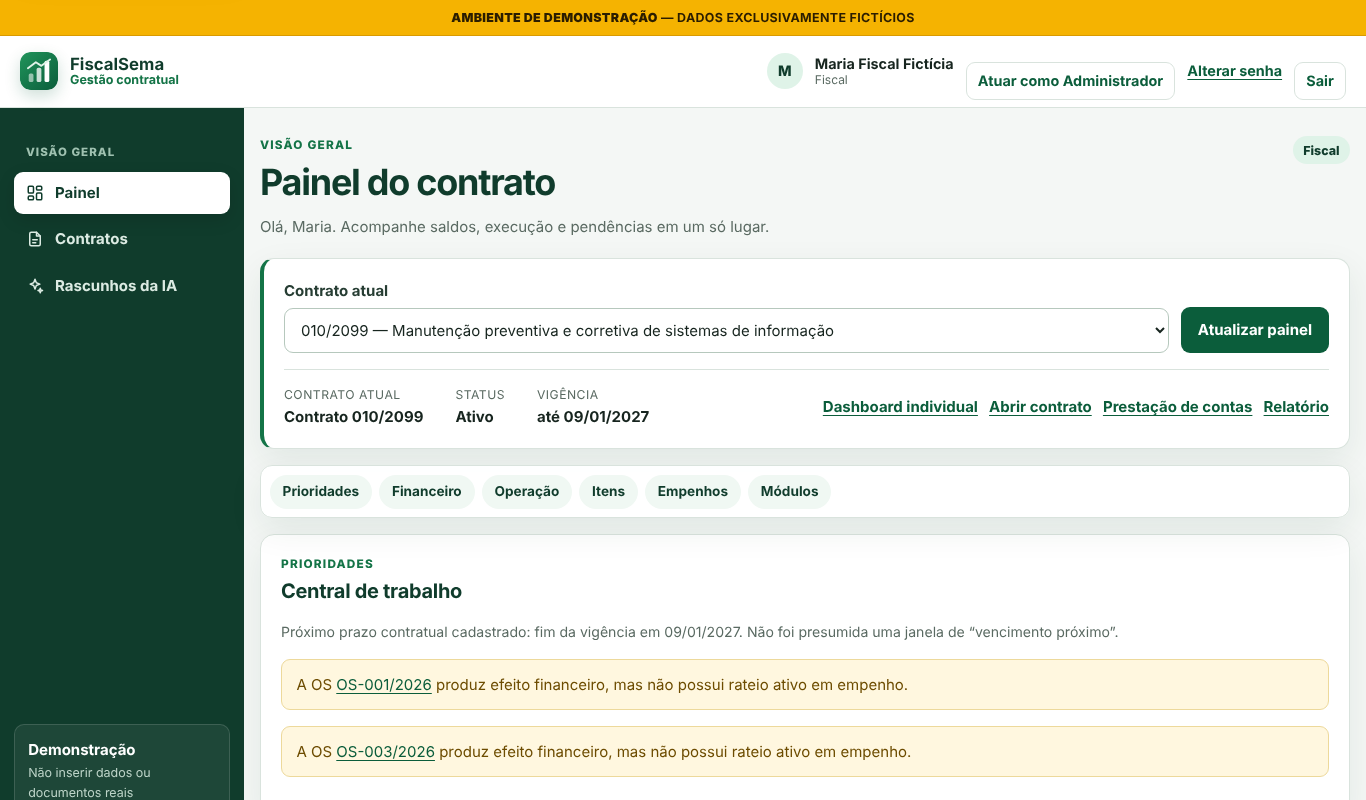 AMBIENTE DE DEMONSTRAÇÃO — DADOS EXCLUSIVAMENTE FICTÍCIOS
FiscalSema
Gestão contratual
M
Maria Fiscal Fictícia
Fiscal
Atuar como Administrador
Alterar senha
Sair
VISÃO GERAL
Painel
Contratos
Rascunhos da IA
Demonstração
Não inserir dados ou
documentos reais
VISÃO GERAL
Fiscal
Painel do contrato
Olá, Maria. Acompanhe saldos, execução e pendências em um só lugar.
Contrato atual
010/2099 — Manutenção preventiva e corretiva de sistemas de informação
Atualizar painel
CONTRATO ATUAL
Contrato 010/2099
STATUS
Ativo
VIGÊNCIA
até 09/01/2027
Dashboard individual
Abrir contrato
Prestação de contas
Relatório
Prioridades
Financeiro
Operação
Itens
Empenhos
Módulos
PRIORIDADES
Central de trabalho
Próximo prazo contratual cadastrado: fim da vigência em 09/01/2027. Não foi presumida uma janela de “vencimento próximo”.
A OS OS-001/2026 produz efeito financeiro, mas não possui rateio ativo em empenho.
A OS OS-003/2026 produz efeito financeiro, mas não possui rateio ativo em empenho.